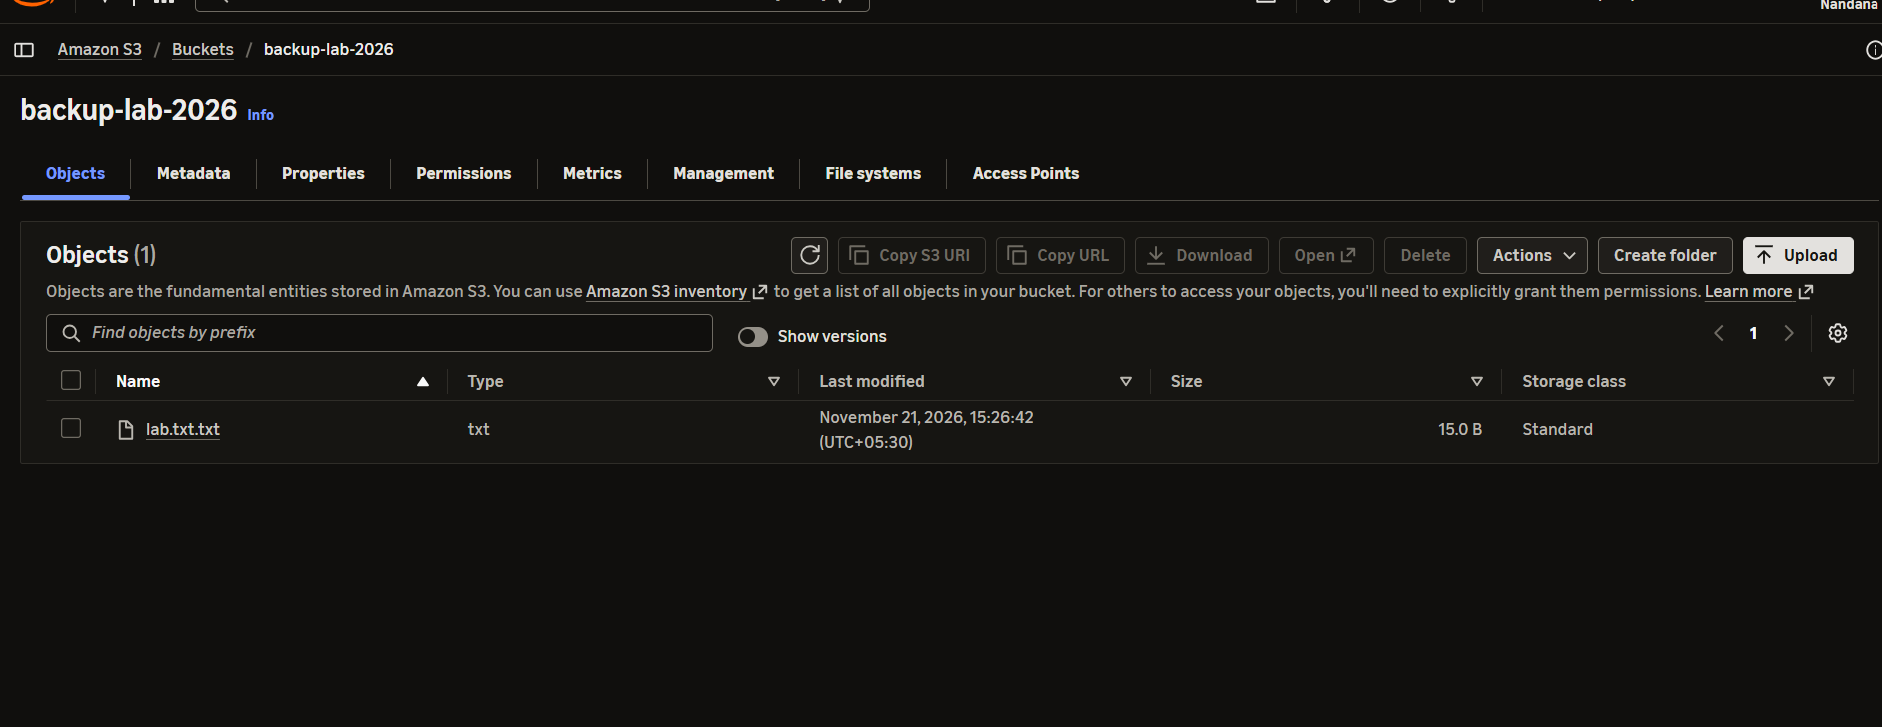 Nandana
Amazon S3 / Buckets / backup-lab-2026
backup-lab-2026 Info
Objects Metadata Properties Permissions Metrics Management File systems Access Points
Objects (1) Copy S3 URI Copy URL Download Open Delete Actions Create folder Upload
Objects are the fundamental entities stored in Amazon S3. You can use Amazon S3 inventory to get a list of all objects in your bucket. For others to access your objects, you'll need to explicitly grant them permissions. Learn more
Find objects by prefix Show versions 1
Name Type Last modified Size Storage class
lab.txt.txt txt November 21, 2026, 15:26:42 (UTC+05:30) 15.0 B Standard